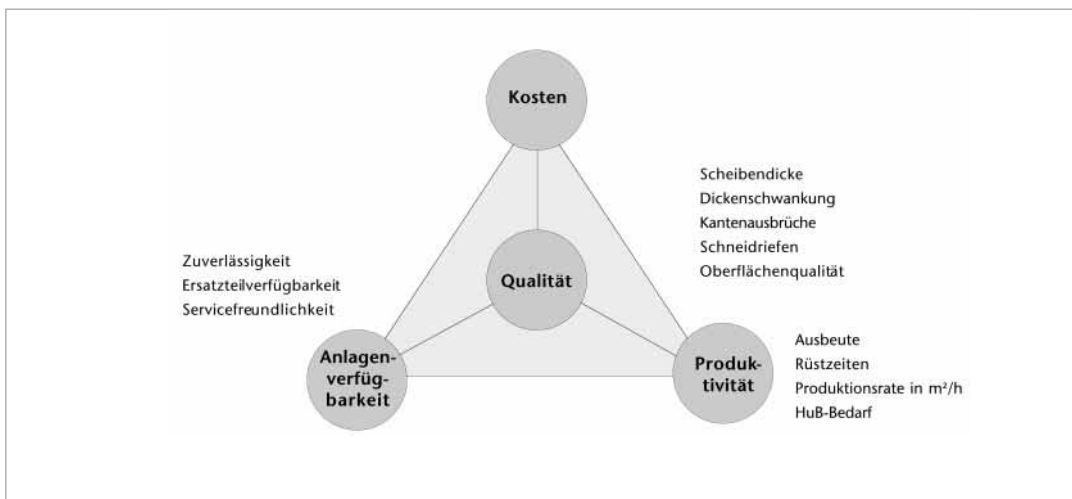 Kosten
Scheibendicke
Dickenschwankung
Kantenausbrüche
Schneidriefen
Oberflächenqualität
Zuverlässigkeit
Ersatzteilverfügbarkeit
Servicefreundlichkeit
Qualität
Anlagen-
verfüg-
barkeit
Produk-
tivität
Ausbeute
Rüstzeiten
Produktionsrate in m²/h
HuB-Bedarf